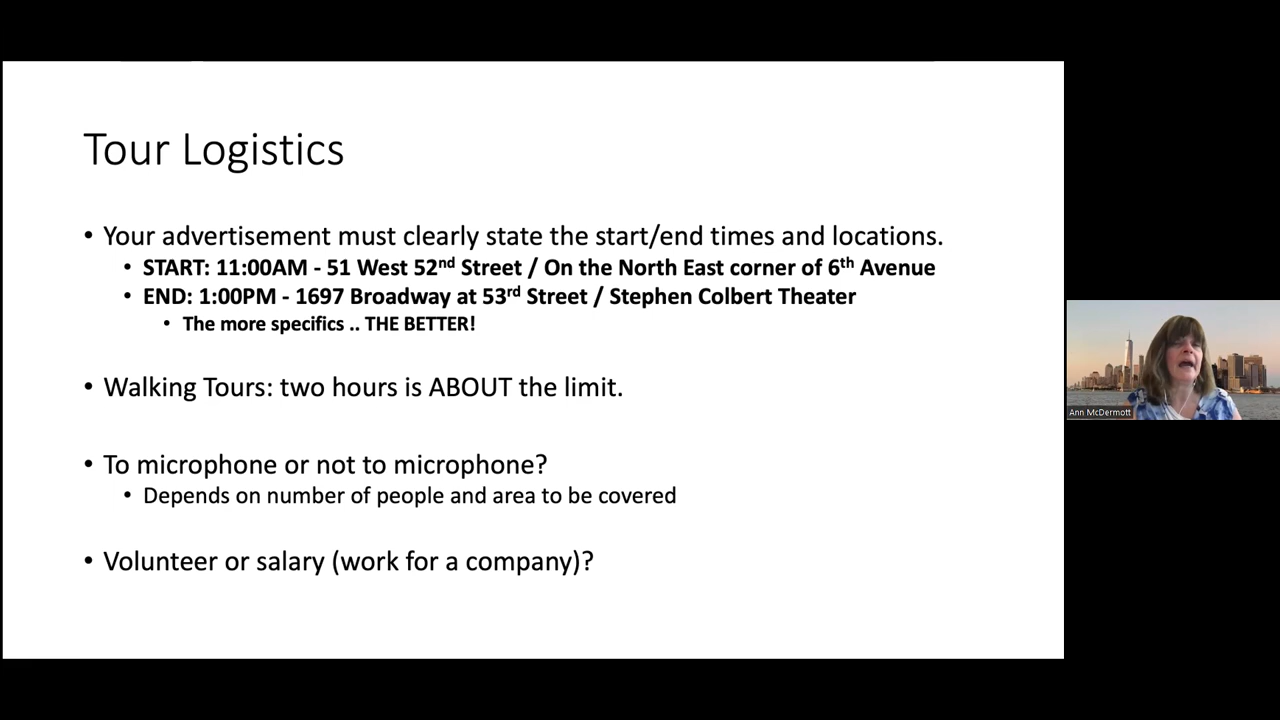 Tour Logistics
• Your advertisement must clearly state the start/end times and locations.
• START: 11:00AM - 51 West 52nd Street / On the North East corner of 6th Avenue
• END: 1:00PM - 1697 Broadway at 53rd Street / Stephen Colbert Theater
• The more specifics .. THE BETTER!
• Walking Tours: two hours is ABOUT the limit.
• To microphone or not to microphone?
• Depends on number of people and area to be covered
• Volunteer or salary (work for a company)?
Ann McDermott